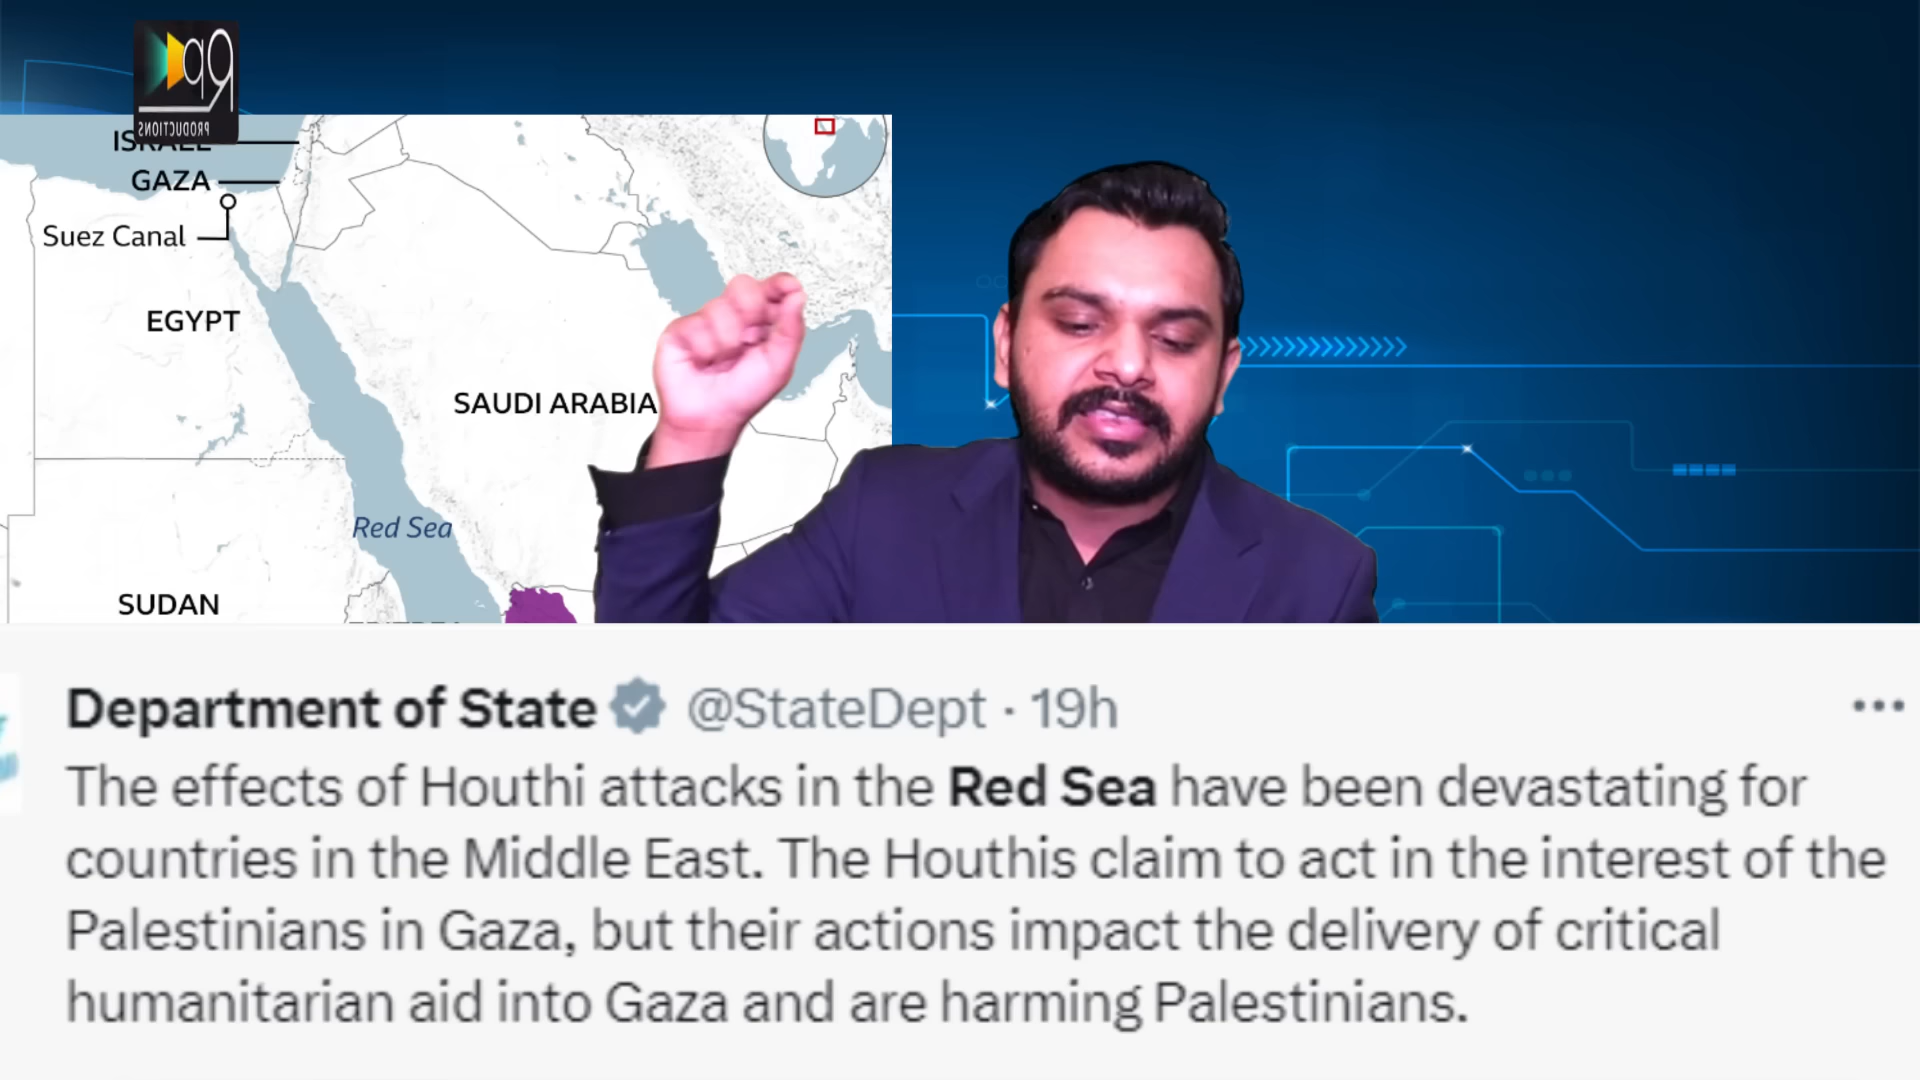 PRODUCTIONS
ISRAEL
GAZA
Suez Canal
EGYPT
SAUDI ARABIA
Red Sea
SUDAN
Department of State @StateDept · 19h
The effects of Houthi attacks in the Red Sea have been devastating for
countries in the Middle East. The Houthis claim to act in the interest of the
Palestinians in Gaza, but their actions impact the delivery of critical
humanitarian aid into Gaza and are harming Palestinians.